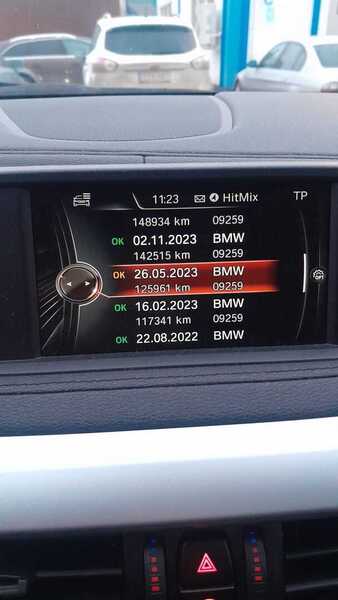 11:23 HitMix TP
148934 km 09259
OK 02.11.2023 BMW
142515 km 09259
OK 26.05.2023 BMW
125961 km 09259
OK 16.02.2023 BMW
117341 km 09259
OK 22.08.2022 BMW